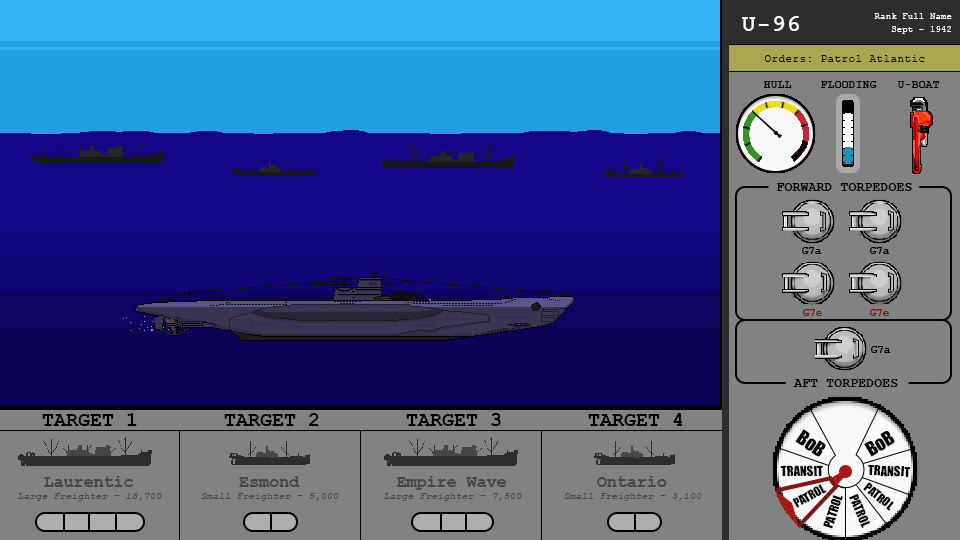 U-96
Rank Full Name
Sept - 1942
Orders: Patrol Atlantic
HULL
FLOODING
U-BOAT
FORWARD TORPEDOES
G7a
G7a
G7e
G7e
G7a
AFT TORPEDOES
BoB
BoB
TRANSIT
TRANSIT
PATROL
PATROL
PATROL
PATROL
TARGET 1
TARGET 2
TARGET 3
TARGET 4
Laurentic
Esmond
Empire Wave
Ontario
Large Freighter - 18,700
Small Freighter - 5,000
Large Freighter - 7,500
Small Freighter - 3,100